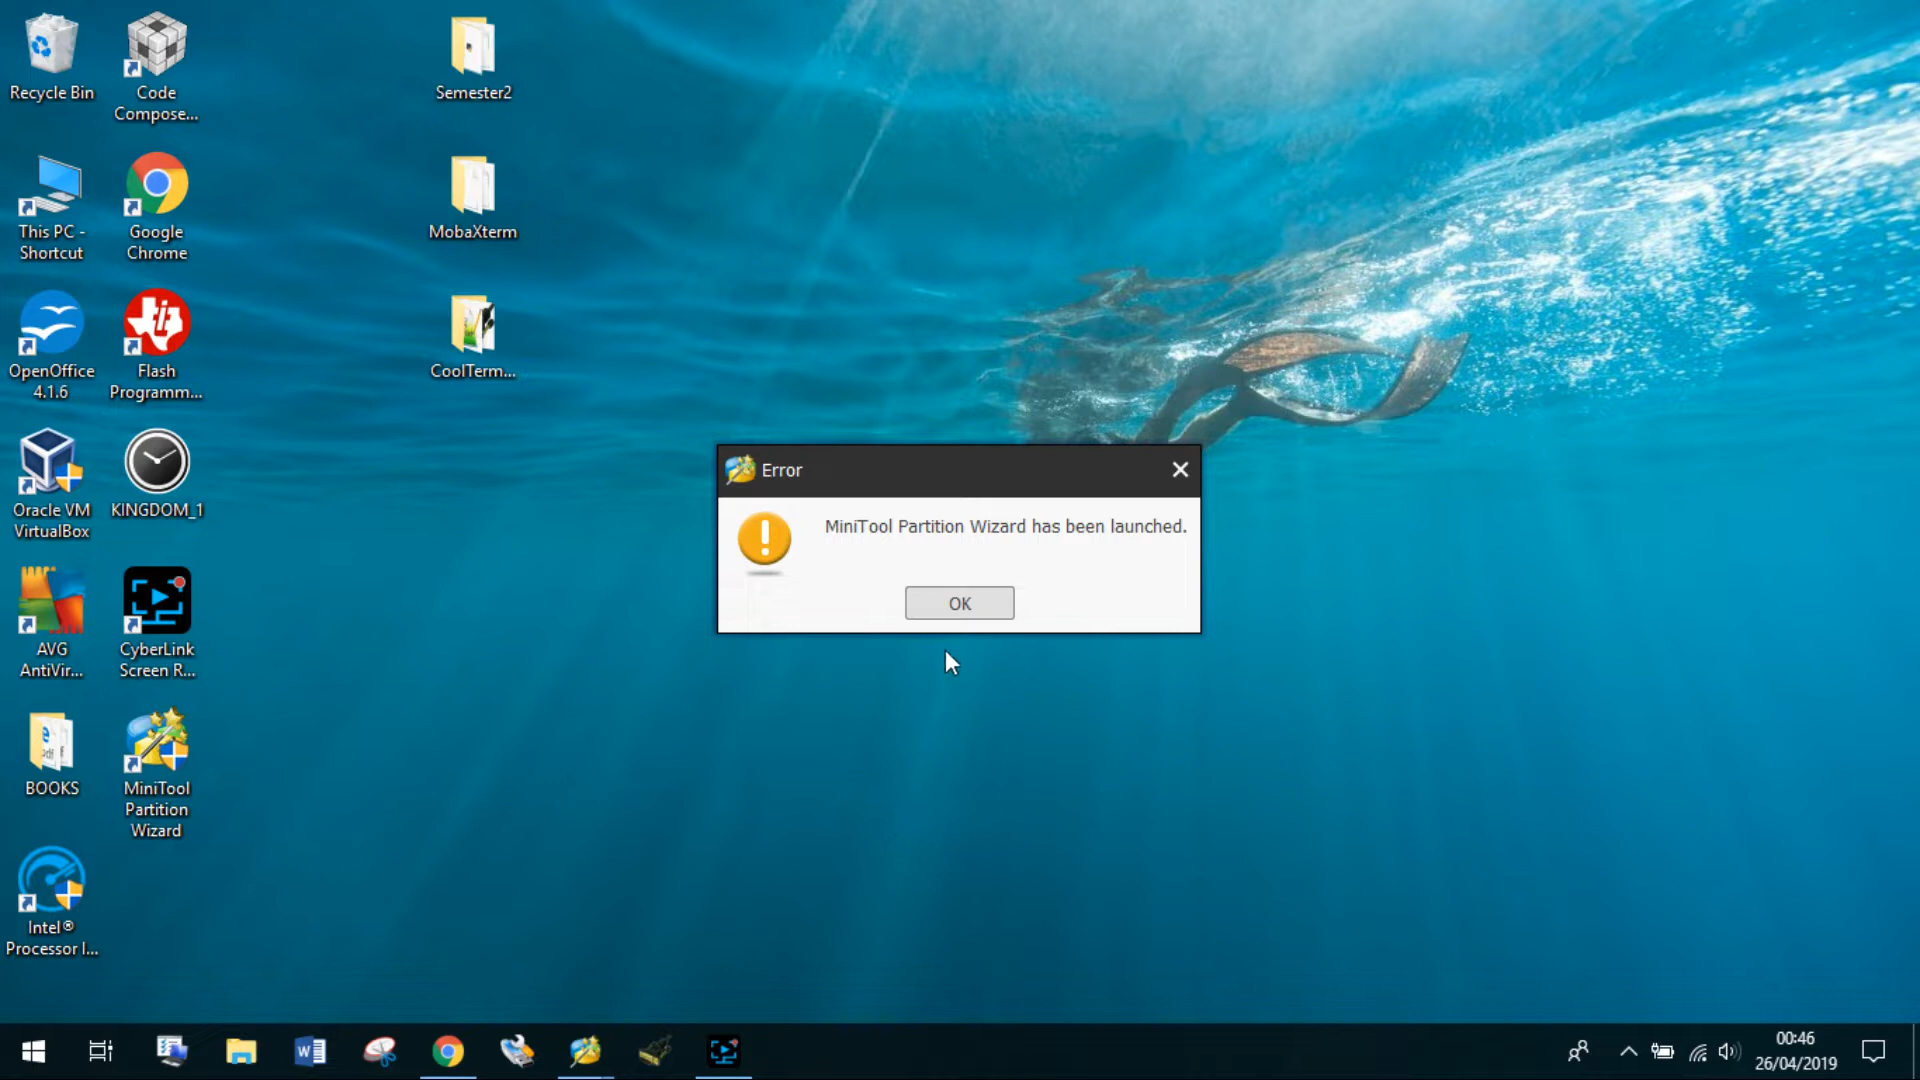 Recycle Bin
Code
Compose...
Semester2
This PC -
Shortcut
Google
Chrome
MobaXterm
OpenOffice
4.1.6
Flash
Programm...
CoolTerm...
Oracle VM
VirtualBox
KINGDOM_1
Error
MiniTool Partition Wizard has been launched.
OK
AVG
AntiVir...
CyberLink
Screen R...
BOOKS
MiniTool
Partition
Wizard
Intel®
Processor I...
00:46
26/04/2019